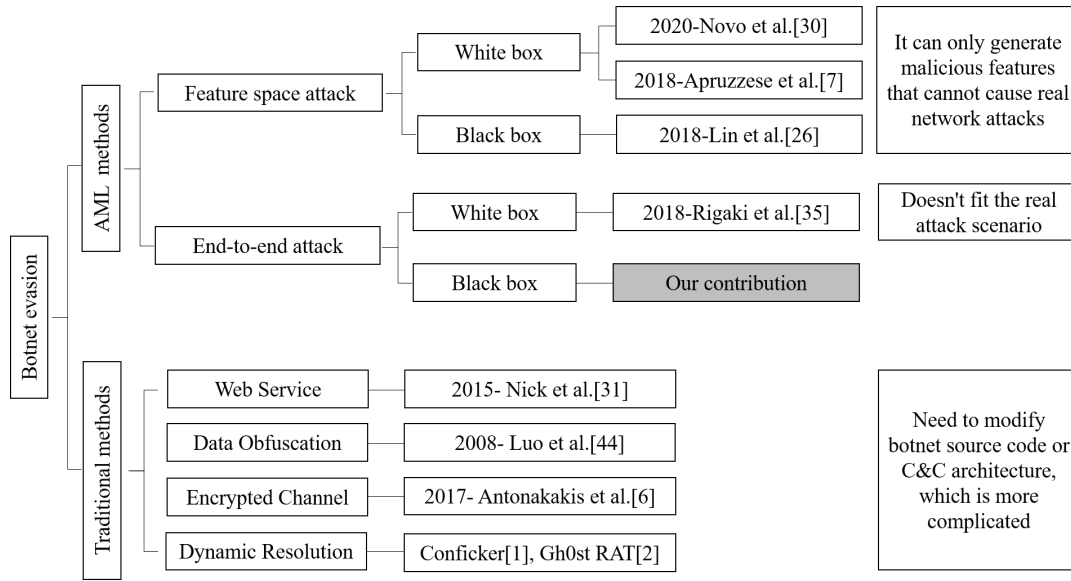 Botnet evasion
AML methods
Feature space attack
White box
2020-Novo et al.[30]
2018-Apruzzese et al.[7]
Black box
2018-Lin et al.[26]
It can only generate
malicious features
that cannot cause real
network attacks
End-to-end attack
White box
2018-Rigaki et al.[35]
Doesn't fit the real
attack scenario
Black box
Our contribution
Traditional methods
Web Service
2015- Nick et al.[31]
Data Obfuscation
2008- Luo et al.[44]
Encrypted Channel
2017- Antonakakis et al.[6]
Dynamic Resolution
Conficker[1], Gh0st RAT[2]
Need to modify
botnet source code or
C&C architecture,
which is more
complicated